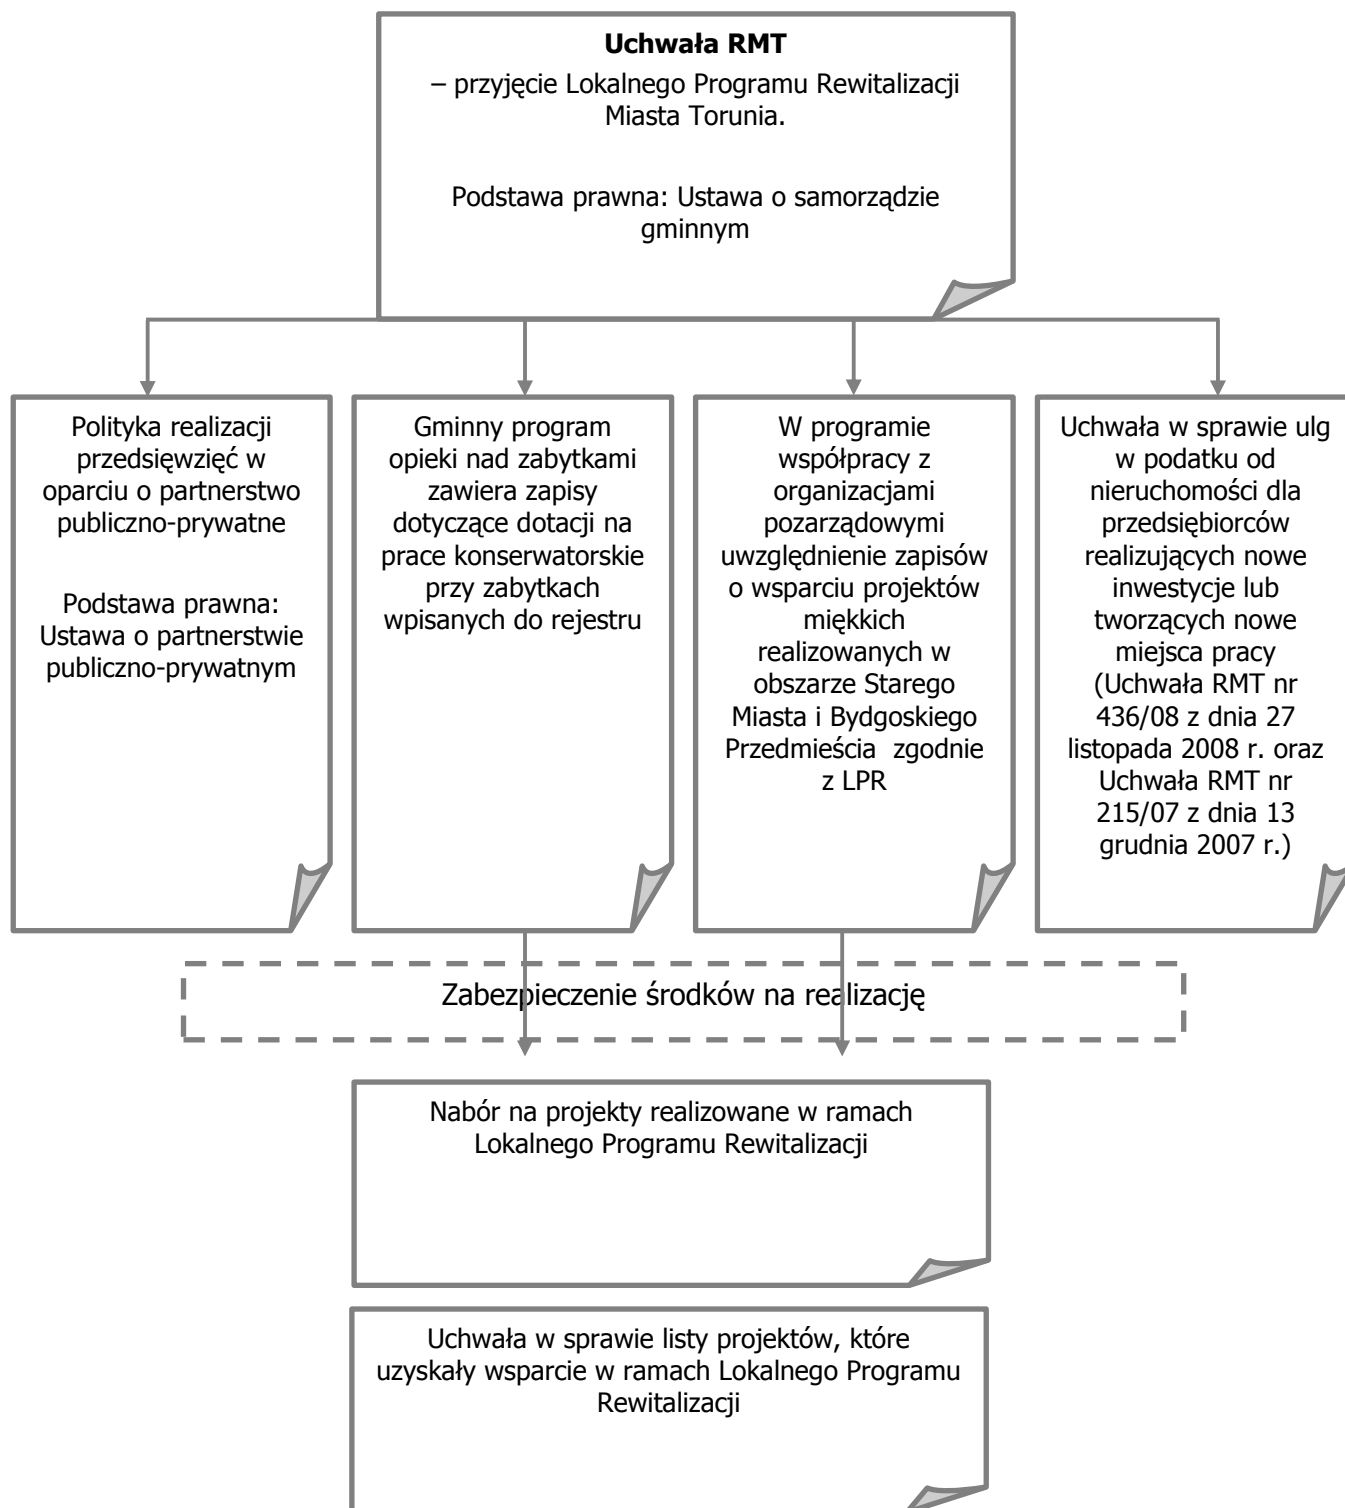 Uchwała RMT
– przyjęcie Lokalnego Programu Rewitalizacji
Miasta Torunia.
Podstawa prawna: Ustawa o samorządzie
gminnym
Polityka realizacji
przedsięwzięć w
oparciu o partnerstwo
publiczno-prywatne
Podstawa prawna:
Ustawa o partnerstwie
publiczno-prywatnym
Gminny program
opieki nad zabytkami
zawiera zapisy
dotyczące dotacji na
prace konserwatorskie
przy zabytkach
wpisanych do rejestru
W programie
współpracy z
organizacjami
pozarządowymi
uwzględnienie zapisów
o wsparciu projektów
miękkich
realizowanych w
obszarze Starego
Miasta i Bydgoskiego
Przedmieścia zgodnie
z LPR
Uchwała w sprawie ulg
w podatku od
nieruchomości dla
przedsiębiorców
realizujących nowe
inwestycje lub
tworzących nowe
miejsca pracy
(Uchwała RMT nr
436/08 z dnia 27
listopada 2008 r. oraz
Uchwała RMT nr
215/07 z dnia 13
grudnia 2007 r.)
Zabezpieczenie środków na realizację
Nabór na projekty realizowane w ramach
Lokalnego Programu Rewitalizacji
Uchwała w sprawie listy projektów, które
uzyskały wsparcie w ramach Lokalnego Programu
Rewitalizacji